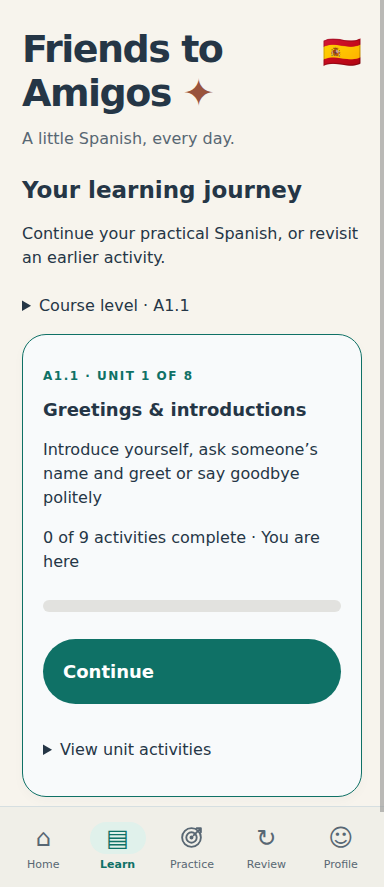 Friends to
Amigos ✦
A little Spanish, every day.
Your learning journey
Continue your practical Spanish, or revisit
an earlier activity.
Course level · A1.1
A1.1 · UNIT 1 OF 8
Greetings & introductions
Introduce yourself, ask someone’s
name and greet or say goodbye
politely
0 of 9 activities complete · You are
here
Continue
View unit activities
Home Learn Practice Review Profile